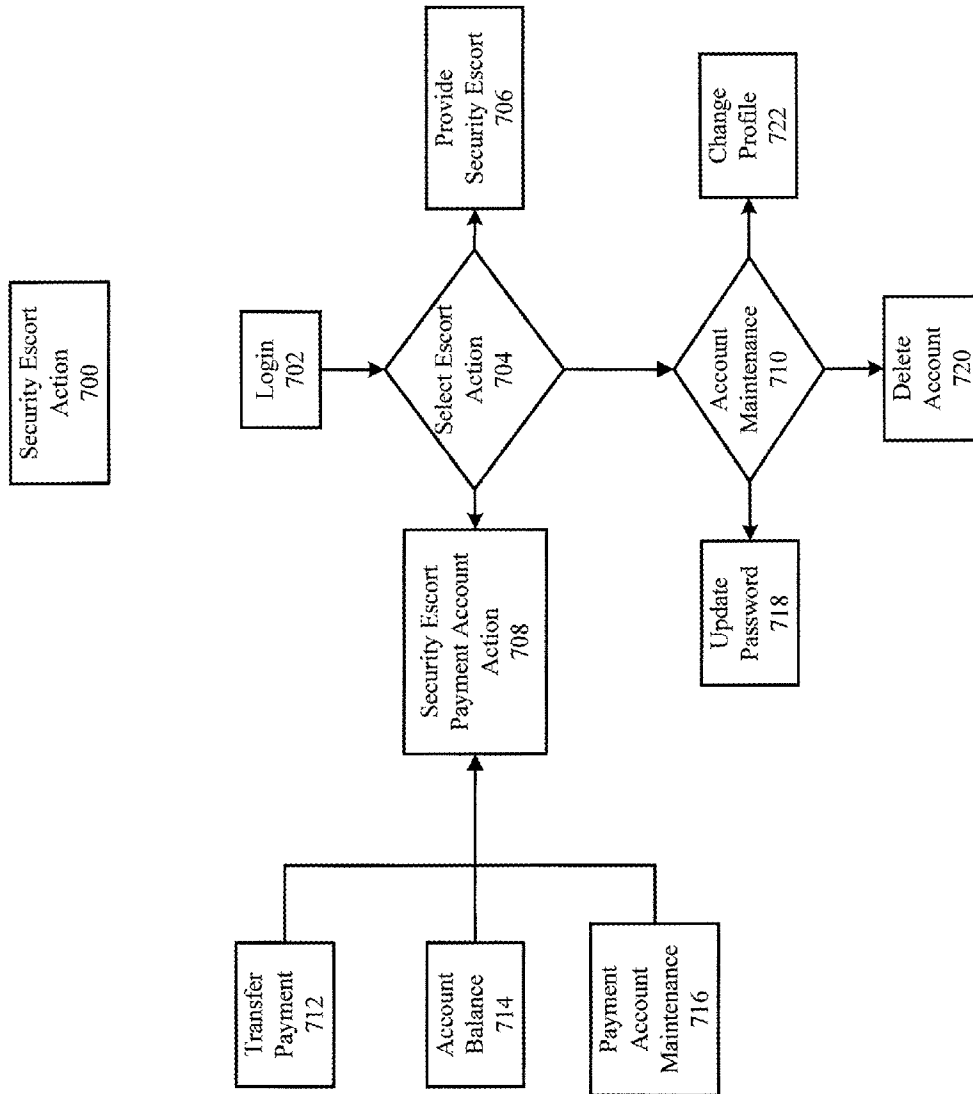 Security Escort
Action
700
Login
702
Select Escort
Action
704
Provide
Security Escort
706
Security Escort
Payment Account
Action
708
Transfer
Payment
712
Account
Balance
714
Payment
Account
Maintenance
716
Account
Maintenance
710
Update
Password
718
Delete
Account
720
Change
Profile
722